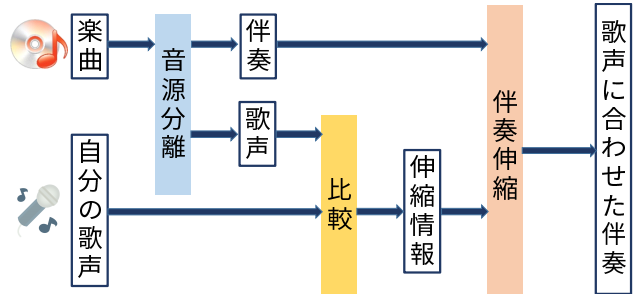 楽曲
音源分離
伴奏
歌声
自分の歌声
比較
伸縮情報
伴奏伸縮
歌声に合わせた伴奏